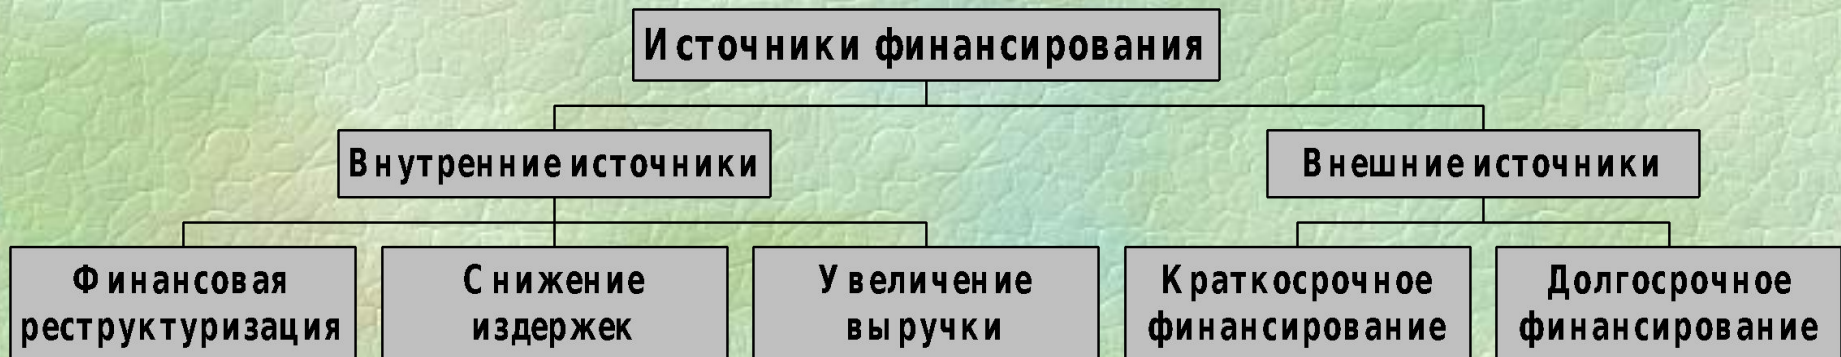 Источники финансирования
Внутренние источники
Внешние источники
Финансовая
реструктуризация
Снижение
издержек
Увеличение
выручки
Краткосрочное
финансирование
Долгосрочное
финансирование